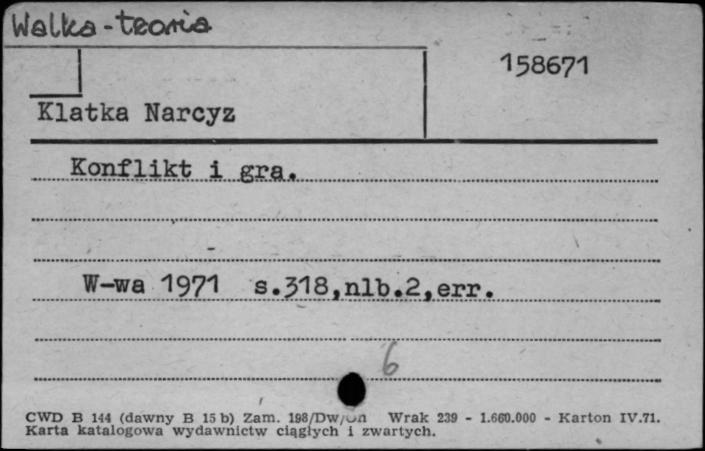 Walka - teoria
158671
Klatka Narcyz
Konflikt i gra.
W-wa 1971 s.318,nlb.2,err.
6
CWD B 144 (dawny B 15 b) Zam. 198/Dw/ Wrak 239 - 1.660.000 - Karton IV.71.
Karta katalogowa wydawnictw ciągłych i zwartych.